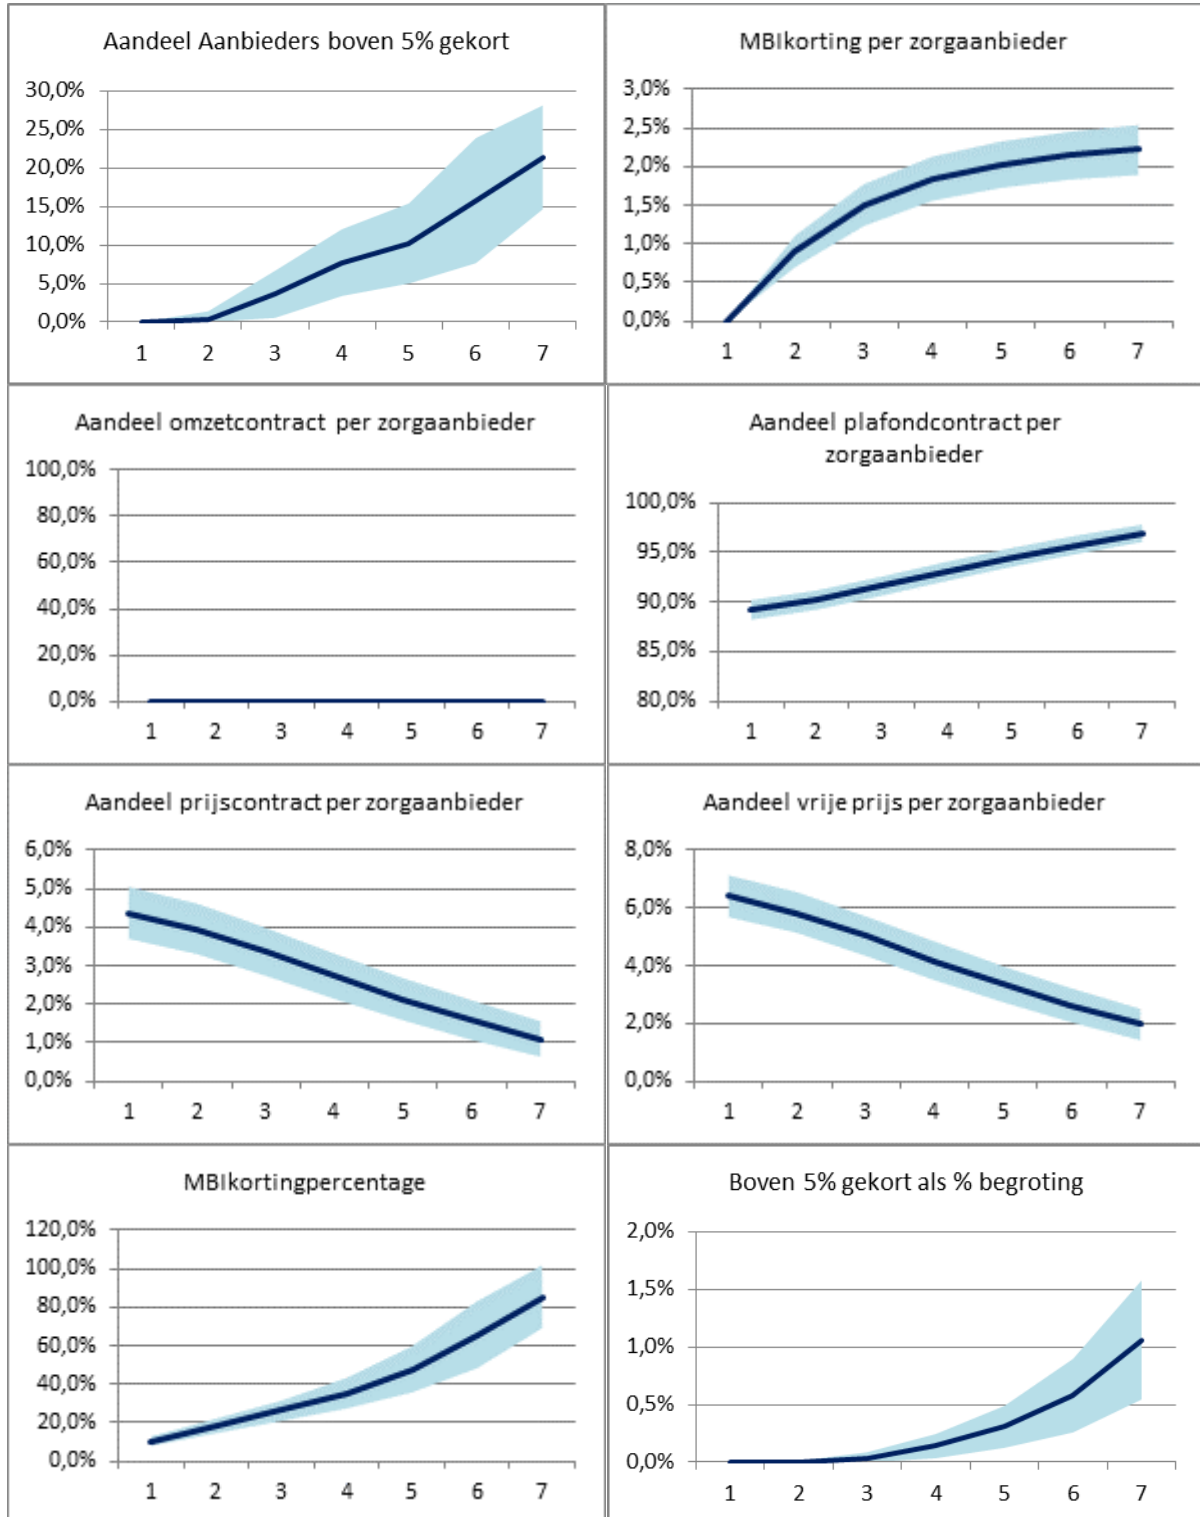 Aandeel Aanbieders boven 5% gekort
30,0%
25,0%
20,0%
15,0%
10,0%
5,0%
0,0%
1 2 3 4 5 6 7
MBIkorting per zorgaanbieder
3,0%
2,5%
2,0%
1,5%
1,0%
0,5%
0,0%
1 2 3 4 5 6 7
Aandeel omzetcontract per zorgaanbieder
100,0%
80,0%
60,0%
40,0%
20,0%
0,0%
1 2 3 4 5 6 7
Aandeel plafondcontract per
zorgaanbieder
100,0%
95,0%
90,0%
85,0%
80,0%
1 2 3 4 5 6 7
Aandeel prijscontract per zorgaanbieder
6,0%
5,0%
4,0%
3,0%
2,0%
1,0%
0,0%
1 2 3 4 5 6 7
Aandeel vrije prijs per zorgaanbieder
8,0%
6,0%
4,0%
2,0%
0,0%
1 2 3 4 5 6 7
MBIkortingpercentage
120,0%
100,0%
80,0%
60,0%
40,0%
20,0%
0,0%
1 2 3 4 5 6 7
Boven 5% gekort als % begroting
2,0%
1,5%
1,0%
0,5%
0,0%
1 2 3 4 5 6 7